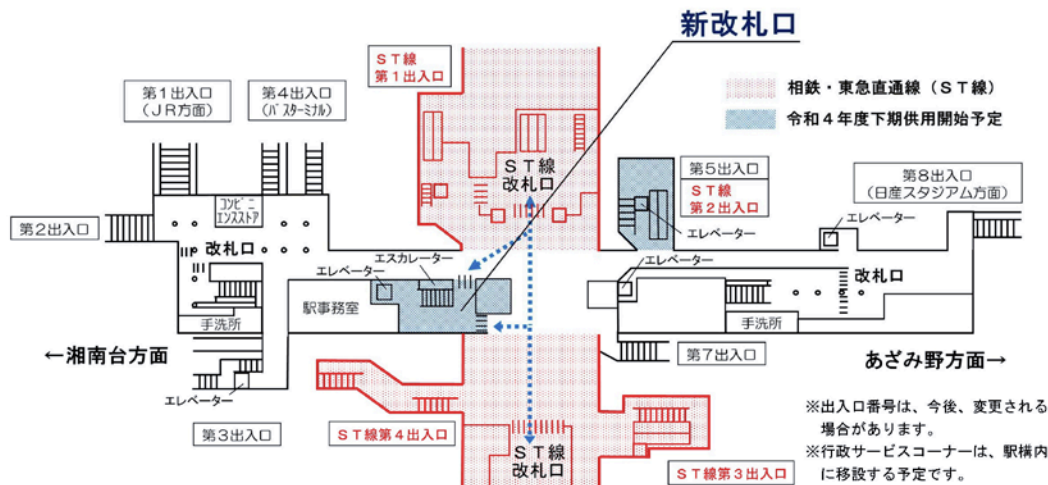 新改札口
ST線
第1出入口
第1出入口
(JR方面)
第4出入口
(バスターミナル)
相鉄・東急直通線(ST線)
令和4年度下期供用開始予定
ST線
改札口
第5出入口
ST線
第2出入口
第8出入口
(日産スタジアム方面)
コンビニ
エンスストア
エレベーター
エレベーター
第2出入口
改札口
エスカレーター
エレベーター
エレベーター
改札口
駅事務室
手洗所
手洗所
←湘南台方面
第7出入口
あざみ野方面→
エレベーター
第3出入口
ST線第4出入口
ST線
改札口
ST線第3出入口
※出入口番号は、今後、変更される
場合があります。
※行政サービスコーナーは、駅構内
に移設する予定です。